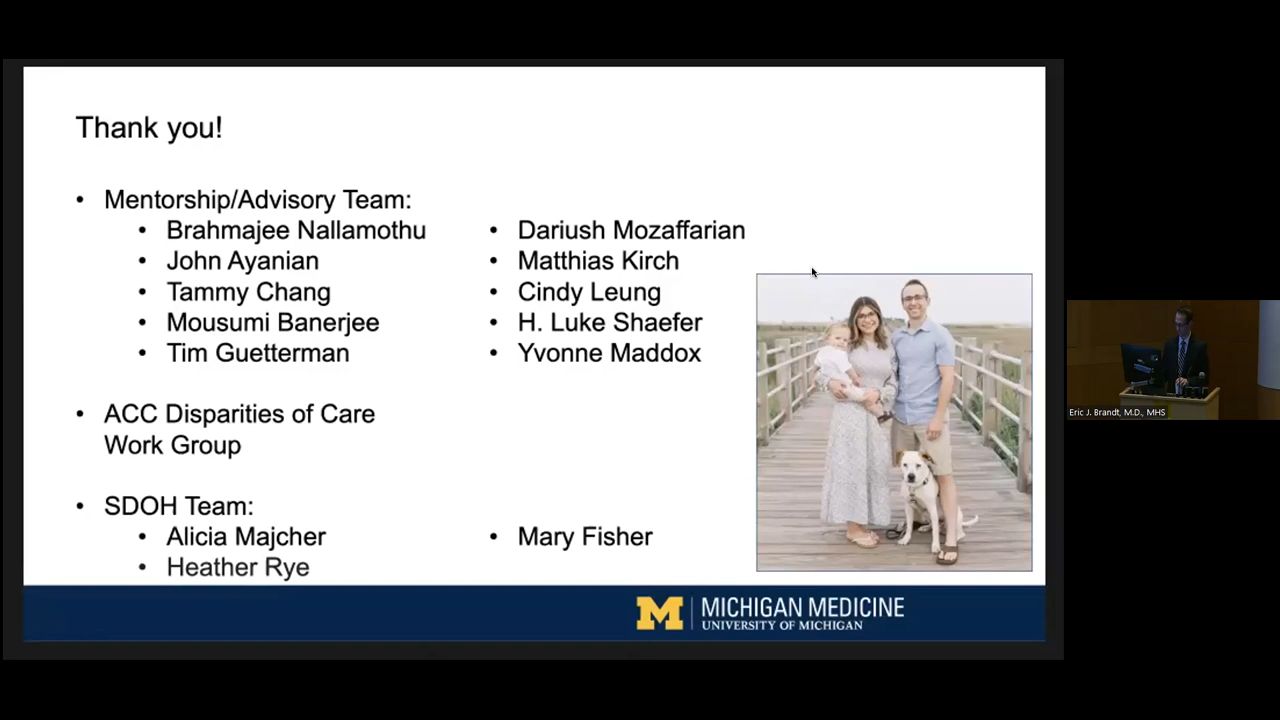 Thank you!
• Mentorship/Advisory Team:
• Brahmajee Nallamothu
• John Ayanian
• Tammy Chang
• Mousumi Banerjee
• Tim Guetterman
• Dariush Mozaffarian
• Matthias Kirch
• Cindy Leung
• H. Luke Shaefer
• Yvonne Maddox
• ACC Disparities of Care
Work Group
• SDOH Team:
• Alicia Majcher
• Heather Rye
• Mary Fisher
M MICHIGAN MEDICINE
UNIVERSITY OF MICHIGAN
Eric J. Brandt, M.D., MHS